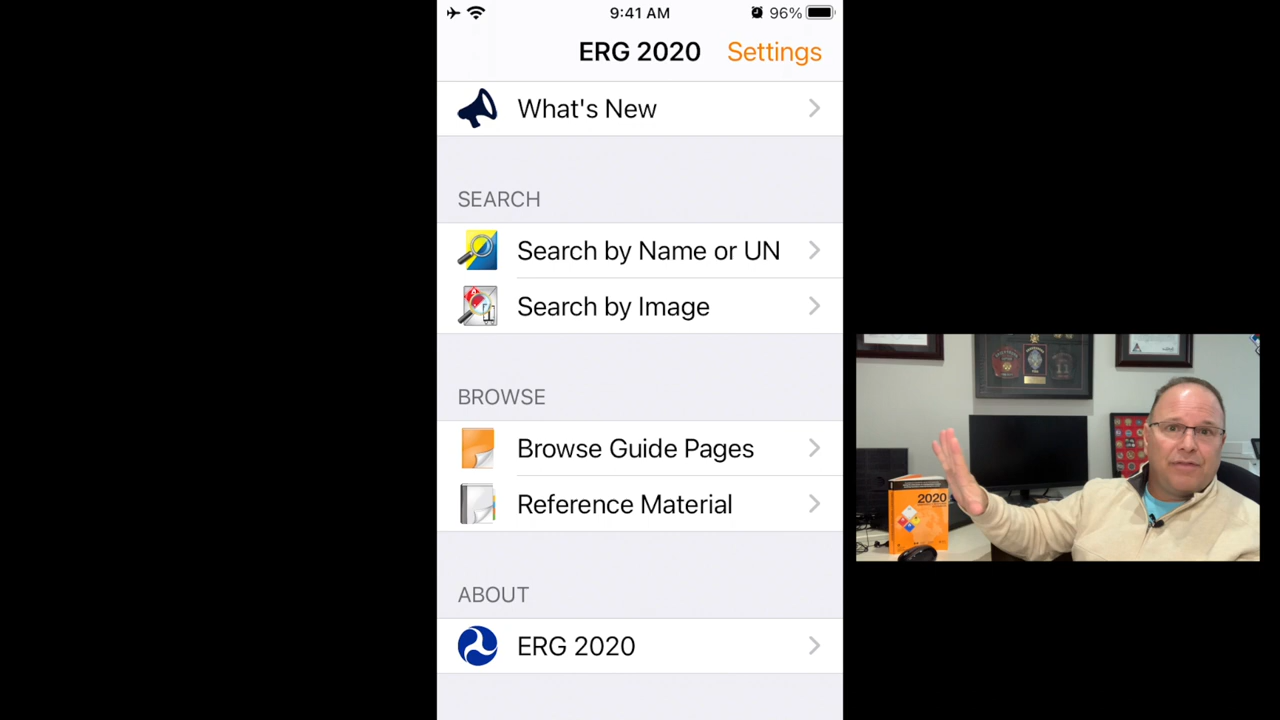 9:41 AM
96%
ERG 2020
Settings
What's New
SEARCH
Search by Name or UN
Search by Image
BROWSE
Browse Guide Pages
Reference Material
ABOUT
ERG 2020
2020